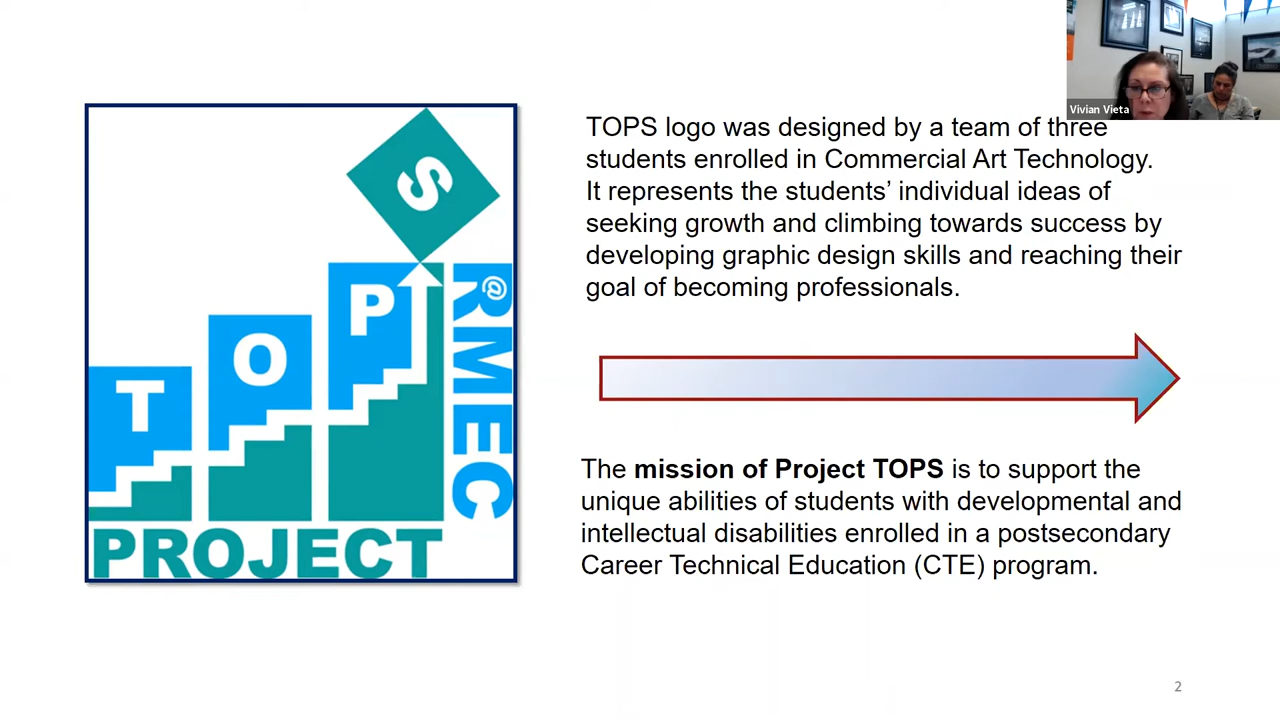 Vivian Vieta
T
O
P
S
@RMEC
PROJECT
TOPS logo was designed by a team of three
students enrolled in Commercial Art Technology.
It represents the students’ individual ideas of
seeking growth and climbing towards success by
developing graphic design skills and reaching their
goal of becoming professionals.
The mission of Project TOPS is to support the
unique abilities of students with developmental and
intellectual disabilities enrolled in a postsecondary
Career Technical Education (CTE) program.
2